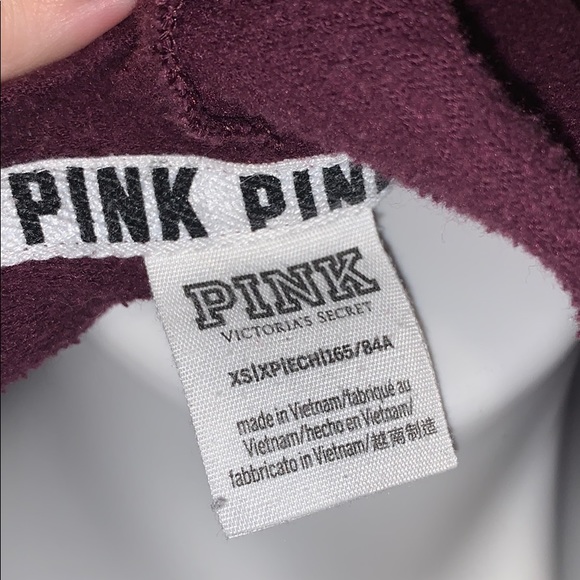 PINK PINK
PINK
VICTORIA'S SECRET
XS|XP|ECH|165/84A
made in Vietnam/fabriqué au
Vietnam/hecho en Vietnam/
fabbricato in Vietnam/越南制造